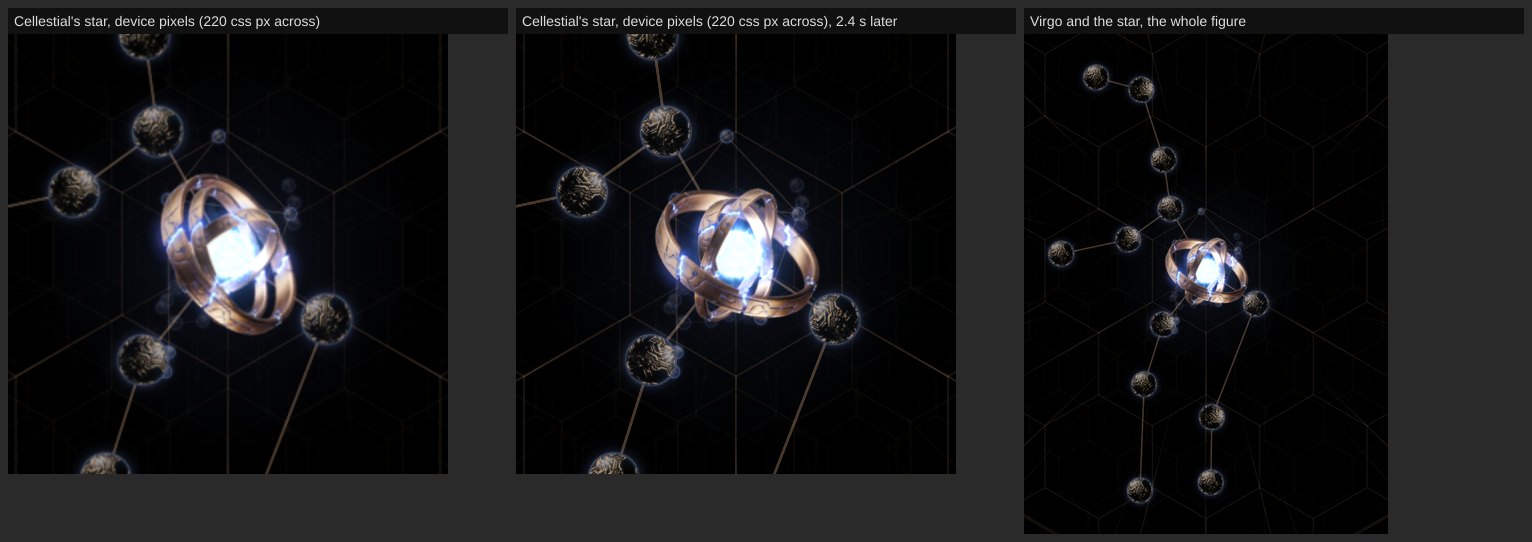 Cellestial's star, device pixels (220 css px across)
Cellestial's star, device pixels (220 css px across), 2.4 s later
Virgo and the star, the whole figure